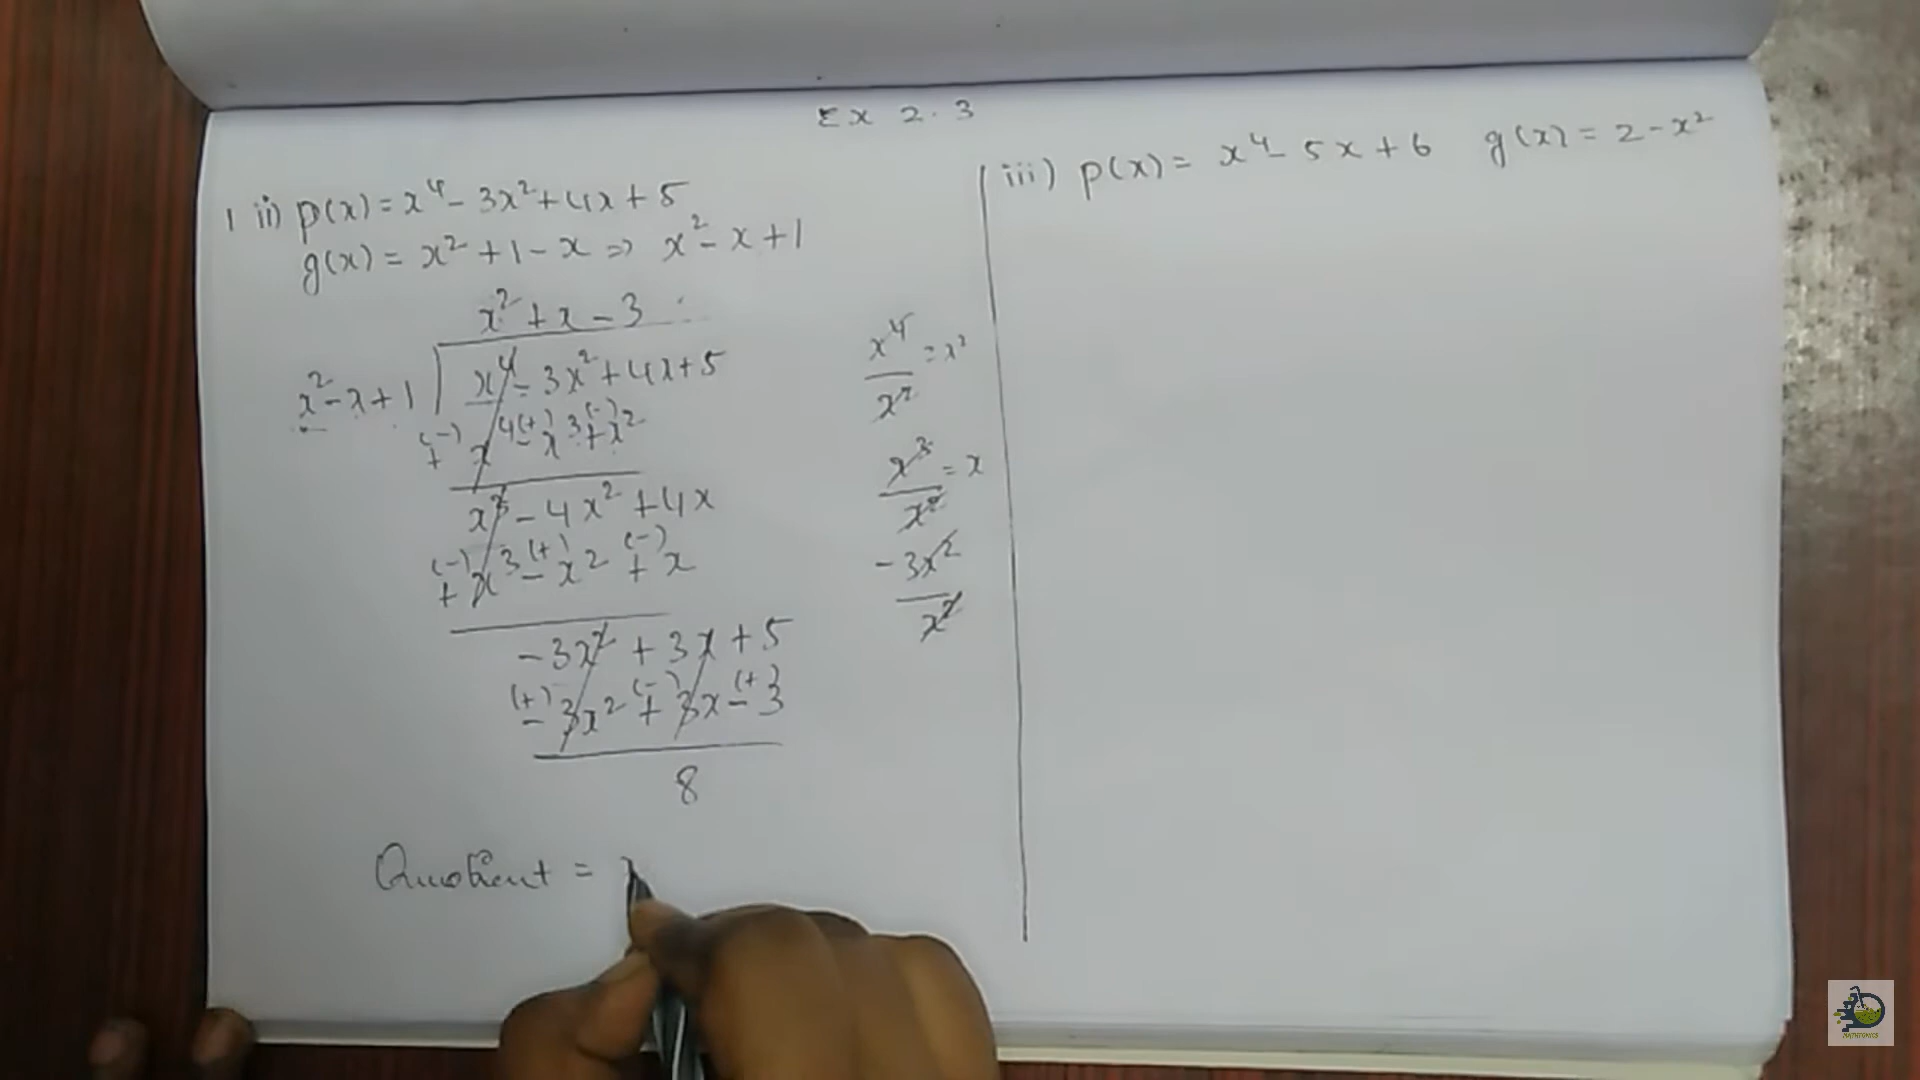 Ex 2.3
1 ii) p(x) = x⁴ - 3x² + 4x + 5
g(x) = x² + 1 - x ⇒ x² - x + 1
x² + x - 3
x² - x + 1 ) x⁴ - 3x² + 4x + 5
(-) (+) (-)
+ x⁴ - x³ + x²
x³ - 4x² + 4x
(-) (+) (-)
+ x³ - x² + x
-3x² + 3x + 5
(+) (-) (+)
- 3x² + 3x - 3
8
Quotient = x
x⁴/x² = x²
x³/x² = x
-3x²/x²
iii) p(x) = x⁴ - 5x + 6 g(x) = 2 - x²